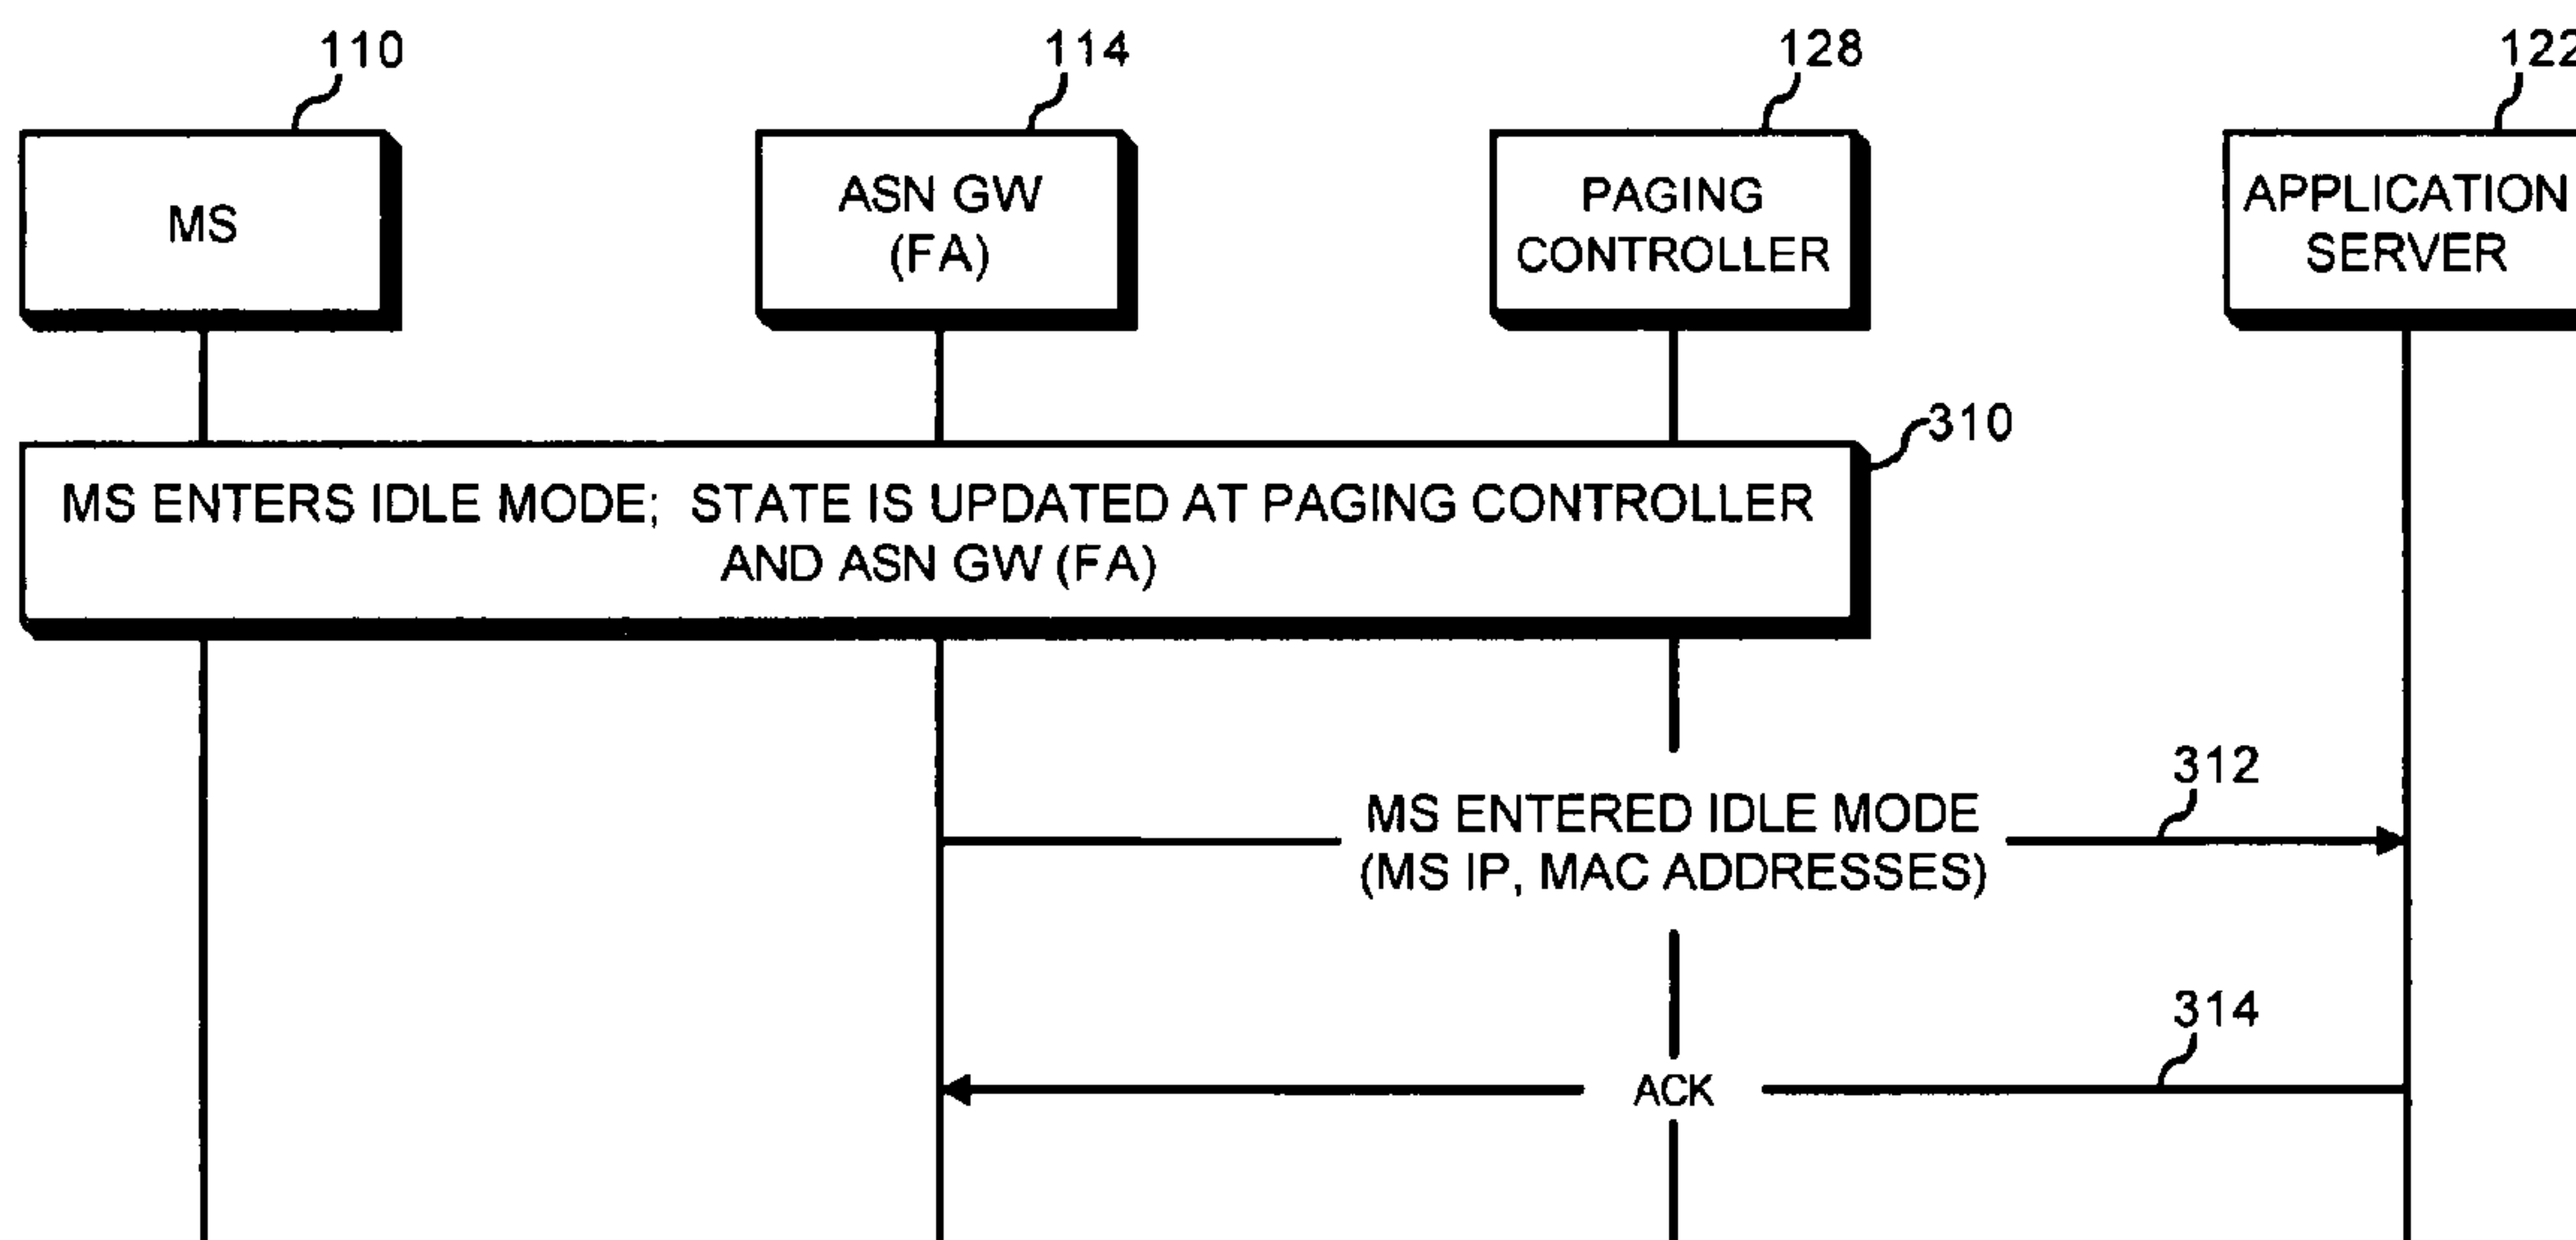 110
114
128
122
MS
ASN GW
(FA)
PAGING
CONTROLLER
APPLICATION
SERVER
310
MS ENTERS IDLE MODE; STATE IS UPDATED AT PAGING CONTROLLER
AND ASN GW (FA)
312
MS ENTERED IDLE MODE
(MS IP, MAC ADDRESSES)
314
ACK